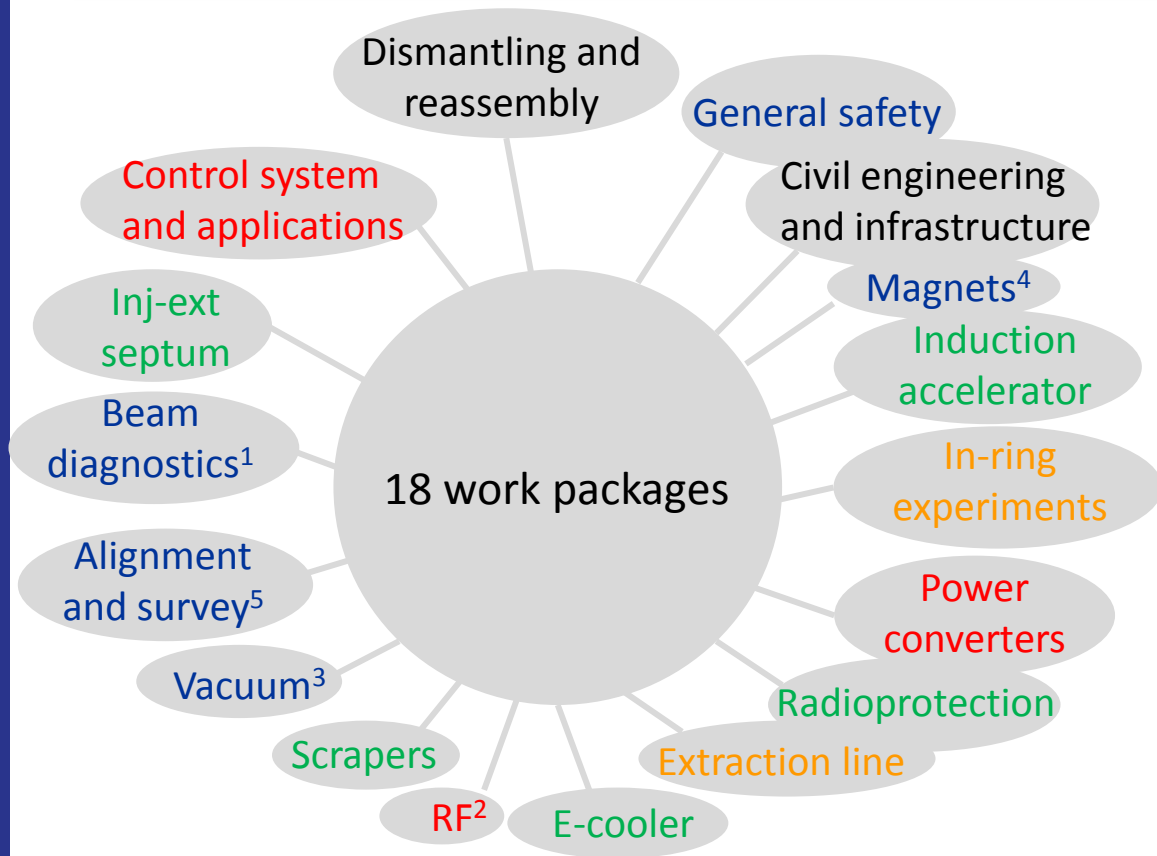 Dismantling and
reassembly
General safety
Control system
and applications
Civil engineering
and infrastructure
Magnets⁴
Inj-ext
septum
Induction
accelerator
Beam
diagnostics¹
In-ring
experiments
18 work packages
Alignment
and survey⁵
Power
converters
Vacuum³
Radioprotection
Scrapers
Extraction line
RF²
E-cooler